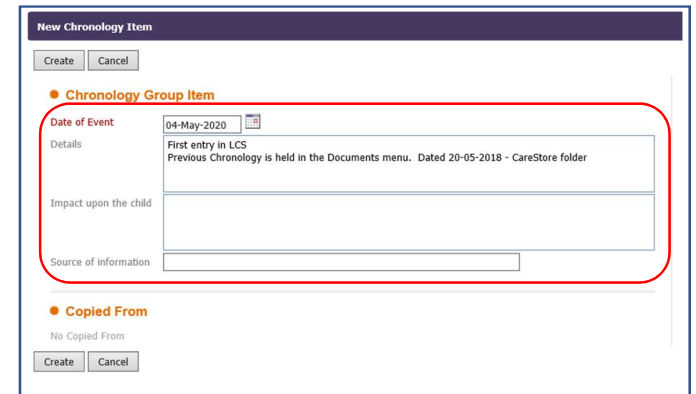 New Chronology Item
Create Cancel
Chronology Group Item
Date of Event 04-May-2020
Details First entry in LCS
Previous Chronology is held in the Documents menu. Dated 20-05-2018 - CareStore folder
Impact upon the child
Source of information
Copied From
No Copied From
Create Cancel